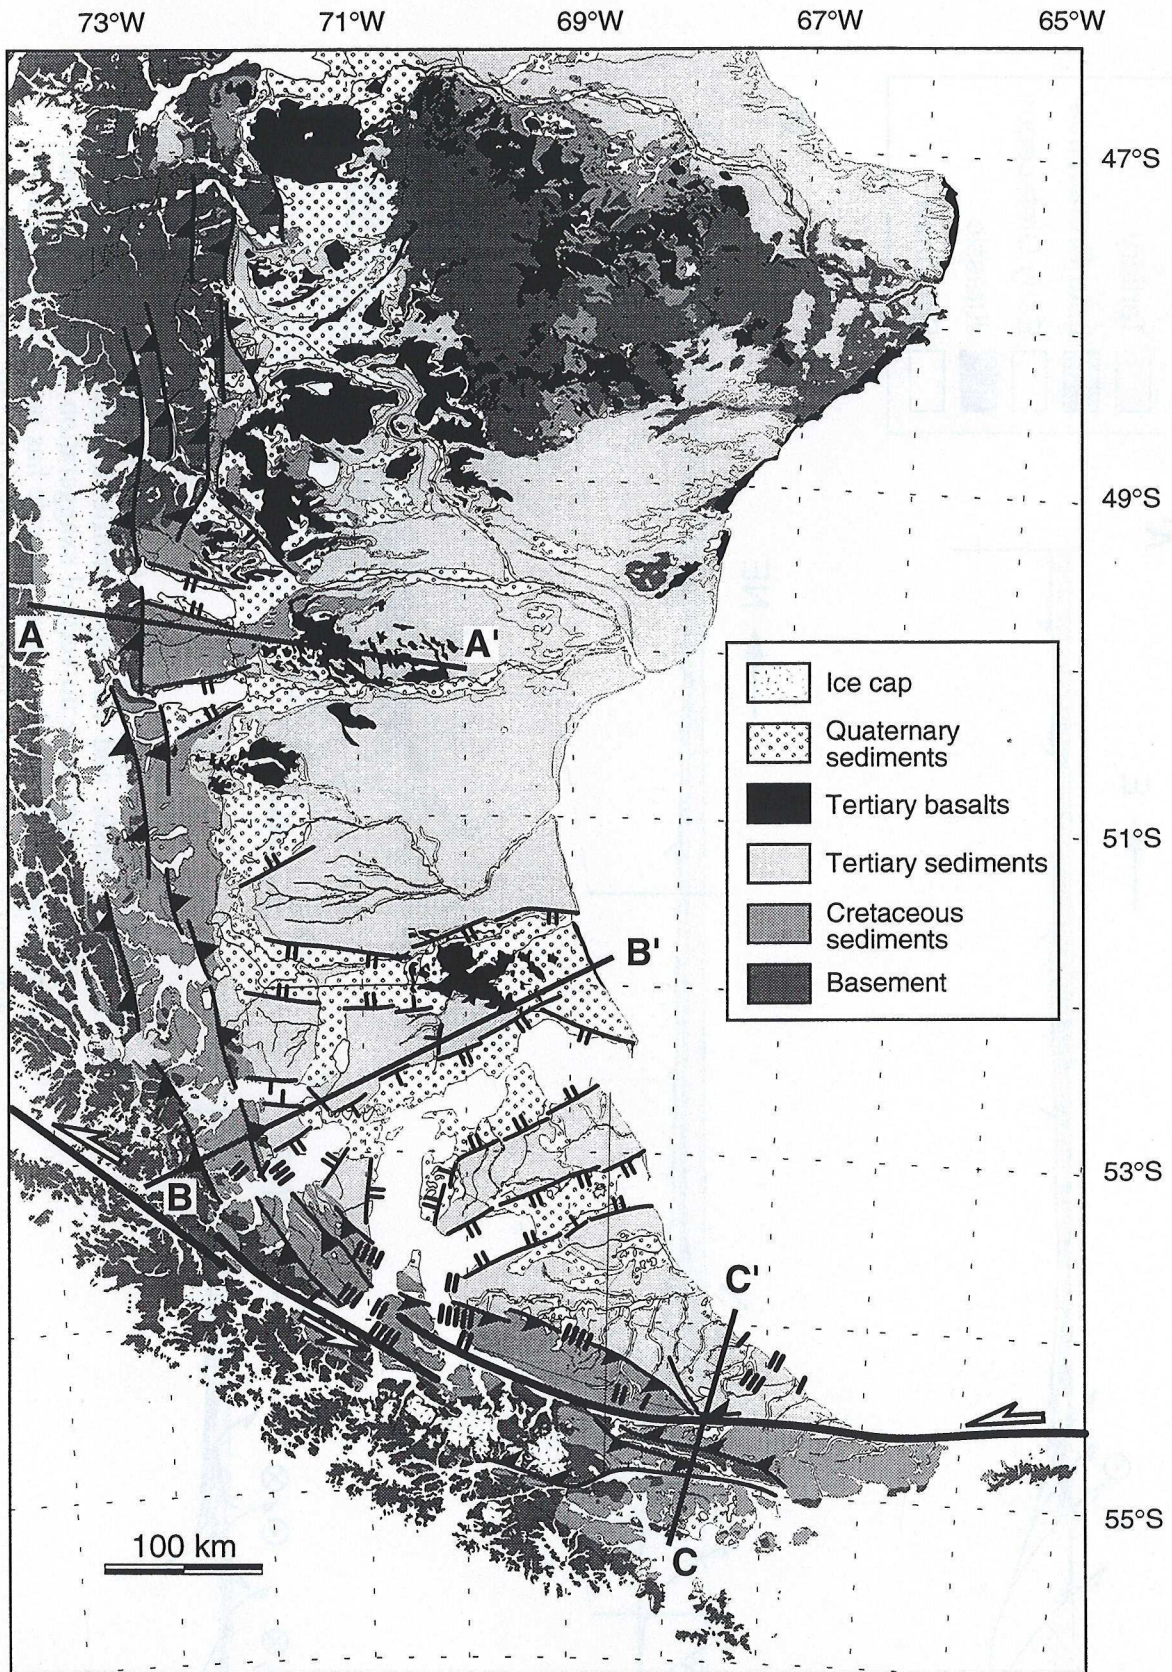 73°W 71°W 69°W 67°W 65°W
47°S
49°S
A
A'
Ice cap
Quaternary
sediments
Tertiary basalts
Tertiary sediments
Cretaceous
sediments
Basement
51°S
B'
B
53°S
C'
C
55°S
100 km